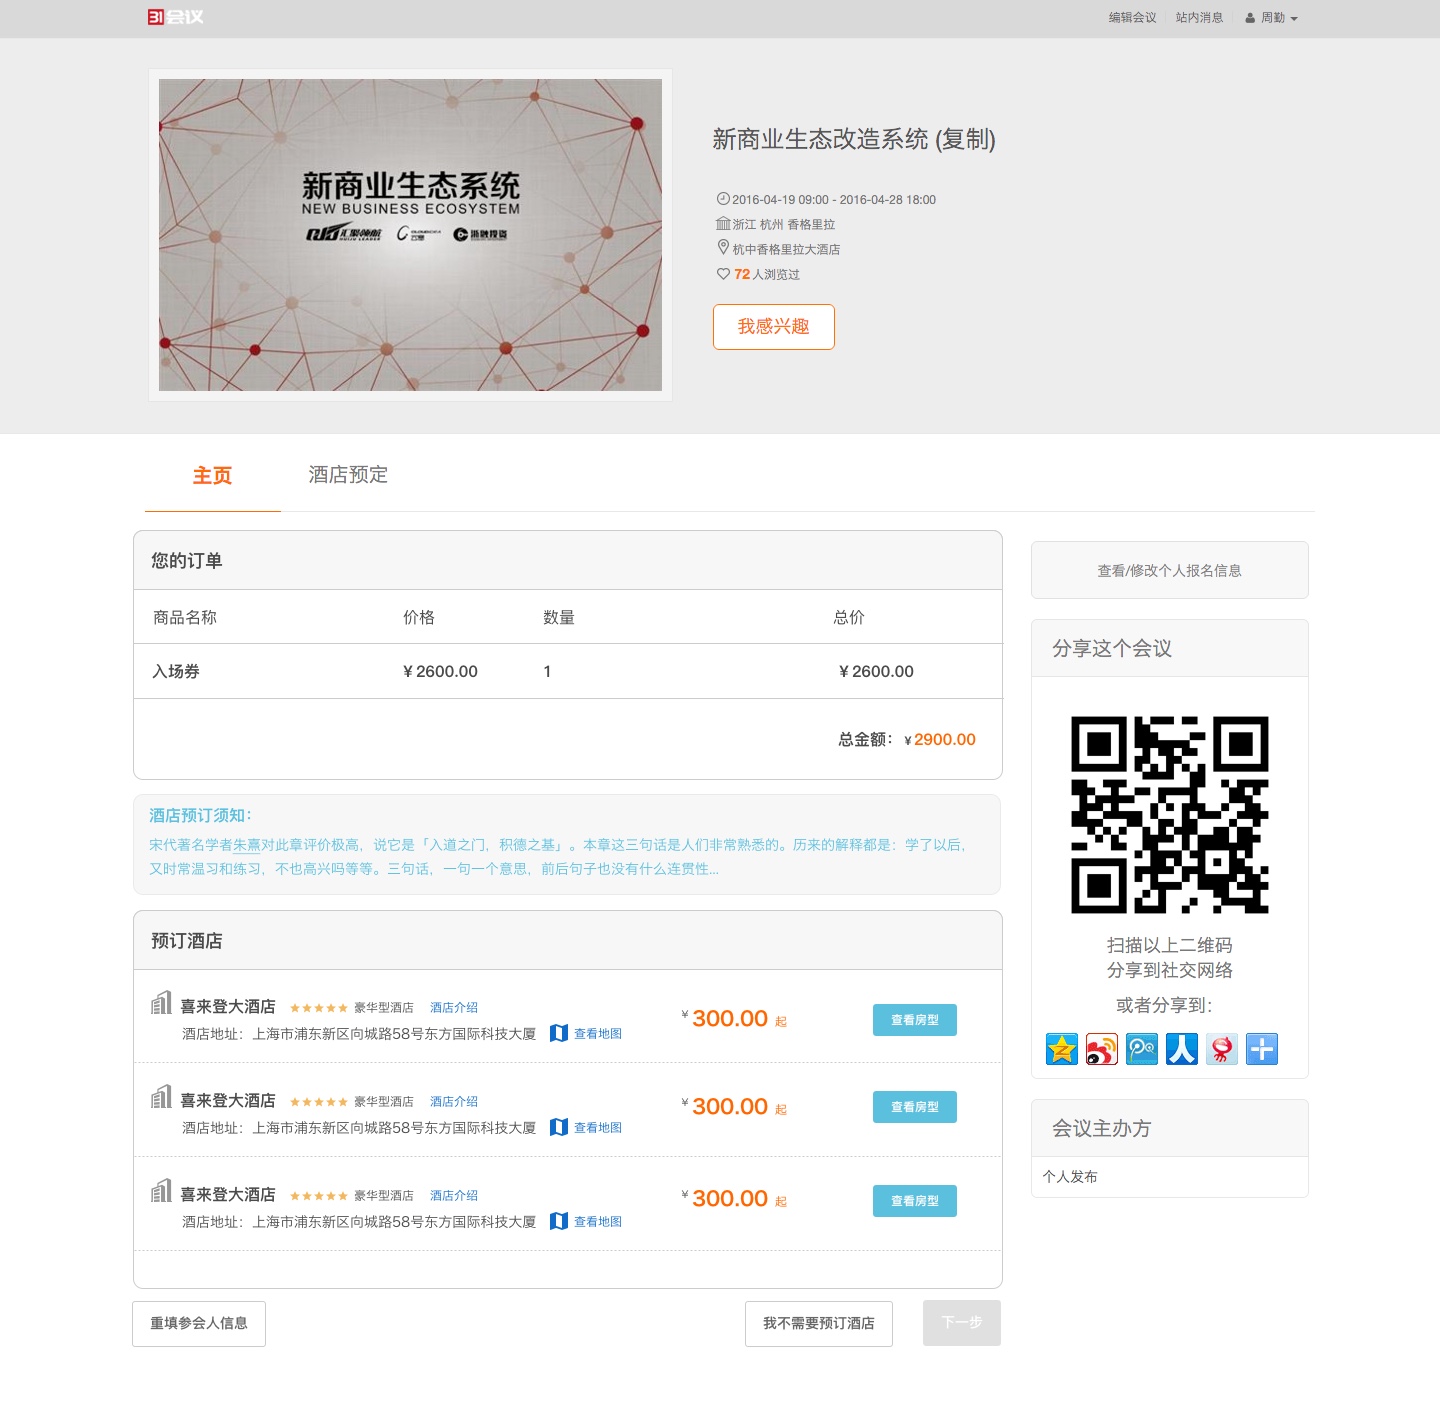 31会议
编辑会议 站内消息 周勤
新商业生态系统
NEW BUSINESS ECOSYSTEM
汇聚领航
浙融投资
新商业生态改造系统 (复制)
2016-04-19 09:00 - 2016-04-28 18:00
浙江 杭州 香格里拉
杭中香格里拉大酒店
72 人浏览过
我感兴趣
主页 酒店预定
您的订单
商品名称 价格 数量 总价
入场券 ¥2600.00 1 ¥2600.00
总金额：¥2900.00
酒店预订须知：
宋代著名学者朱熹对此章评价极高，说它是「入道之门，积德之基」。本章这三句话是人们非常熟悉的。历来的解释都是：学了以后，
又时常温习和练习，不也高兴吗等等。三句话，一句一个意思，前后句子也没有什么连贯性...
预订酒店
喜来登大酒店 豪华型酒店 酒店介绍
酒店地址：上海市浦东新区向城路58号东方国际科技大厦 查看地图
¥300.00 起
查看房型
喜来登大酒店 豪华型酒店 酒店介绍
酒店地址：上海市浦东新区向城路58号东方国际科技大厦 查看地图
¥300.00 起
查看房型
喜来登大酒店 豪华型酒店 酒店介绍
酒店地址：上海市浦东新区向城路58号东方国际科技大厦 查看地图
¥300.00 起
查看房型
重填参会人信息 我不需要预订酒店 下一步
查看/修改个人报名信息
分享这个会议
扫描以上二维码
分享到社交网络
或者分享到：
会议主办方
个人发布